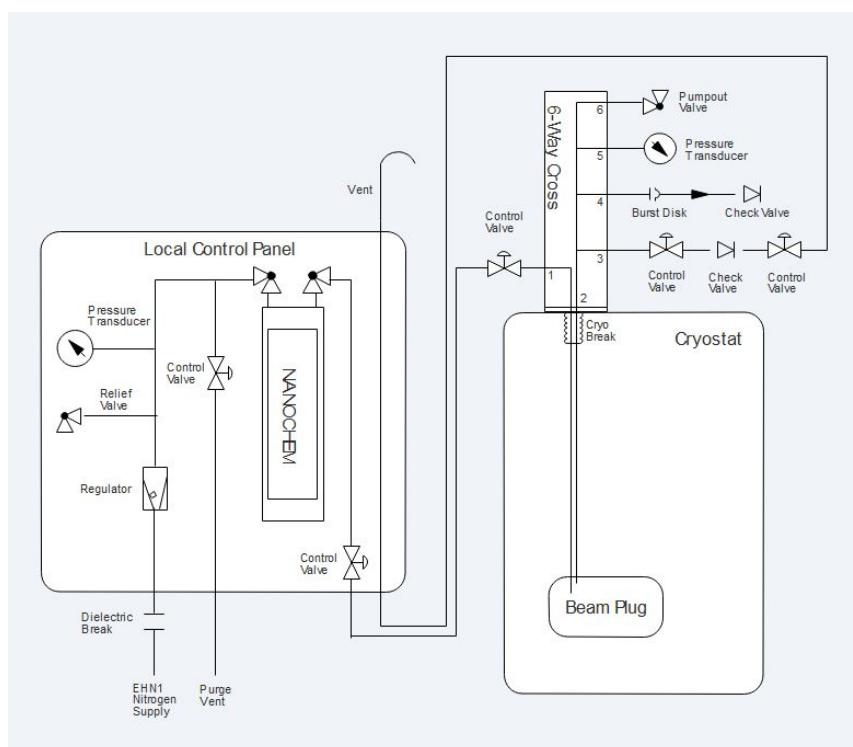 Pumpout
Valve
6-Way Cross
6
5
Pressure
Transducer
4
Burst Disk
Check Valve
Vent
Control
Valve
3
Control
Valve
Check
Valve
Control
Valve
1
2
Local Control Panel
Cryo
Break
Cryostat
Pressure
Transducer
Control
Valve
NANOCHEM
Relief
Valve
Regulator
Control
Valve
Beam Plug
Dielectric
Break
EHN1
Nitrogen
Supply
Purge
Vent